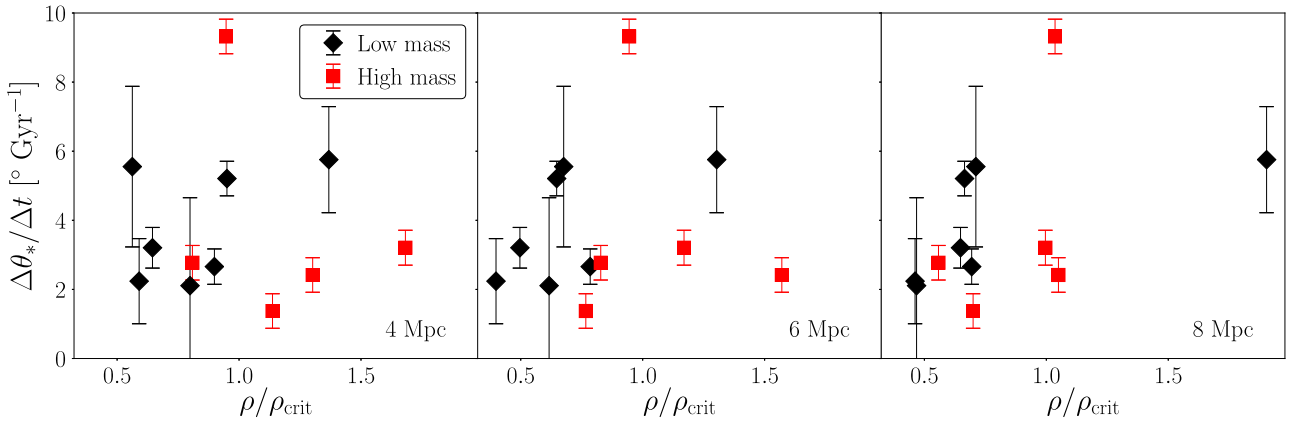 10
8
6
4
2
0
Δθ*/Δt [° Gyr⁻¹]
Low mass
High mass
4 Mpc
6 Mpc
8 Mpc
0.5 1.0 1.5
0.5 1.0 1.5
0.5 1.0 1.5
ρ/ρcrit
ρ/ρcrit
ρ/ρcrit